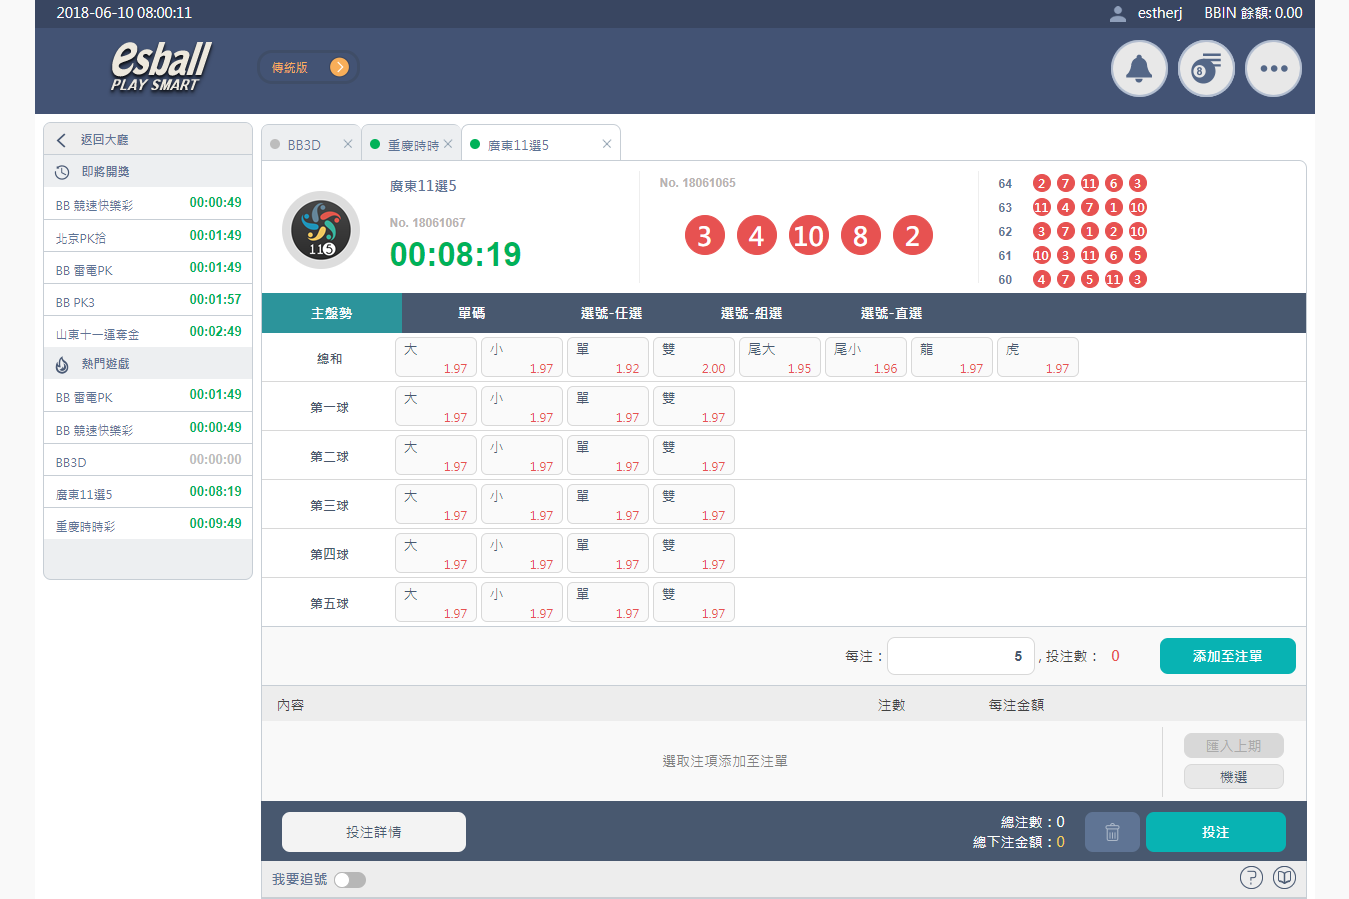 2018-06-10 08:00:11
estherj
BBIN 餘額: 0.00
esball
PLAY SMART
傳統版
返回大廳
即將開獎
BB 競速快樂彩 00:00:49
北京PK拾 00:01:49
BB 雷電PK 00:01:49
BB PK3 00:01:57
山東十一運奪金 00:02:49
熱門遊戲
BB 雷電PK 00:01:49
BB 競速快樂彩 00:00:49
BB3D 00:00:00
廣東11選5 00:08:19
重慶時時彩 00:09:49
BB3D
重慶時時
廣東11選5
11 5
廣東11選5
No. 18061067
00:08:19
No. 18061065
3 4 10 8 2
64 2 7 11 6 3
63 11 4 7 1 10
62 3 7 1 2 10
61 10 3 11 6 5
60 4 7 5 11 3
主盤勢 單碼 選號-任選 選號-組選 選號-直選
總和 大 1.97 小 1.97 單 1.92 雙 2.00 尾大 1.95 尾小 1.96 龍 1.97 虎 1.97
第一球 大 1.97 小 1.97 單 1.97 雙 1.97
第二球 大 1.97 小 1.97 單 1.97 雙 1.97
第三球 大 1.97 小 1.97 單 1.97 雙 1.97
第四球 大 1.97 小 1.97 單 1.97 雙 1.97
第五球 大 1.97 小 1.97 單 1.97 雙 1.97
每注： 5 , 投注數： 0 添加至注單
內容 注數 每注金額
選取注項添加至注單
匯入上期
機選
投注詳情
總注數：0
總下注金額：0
投注
我要追號